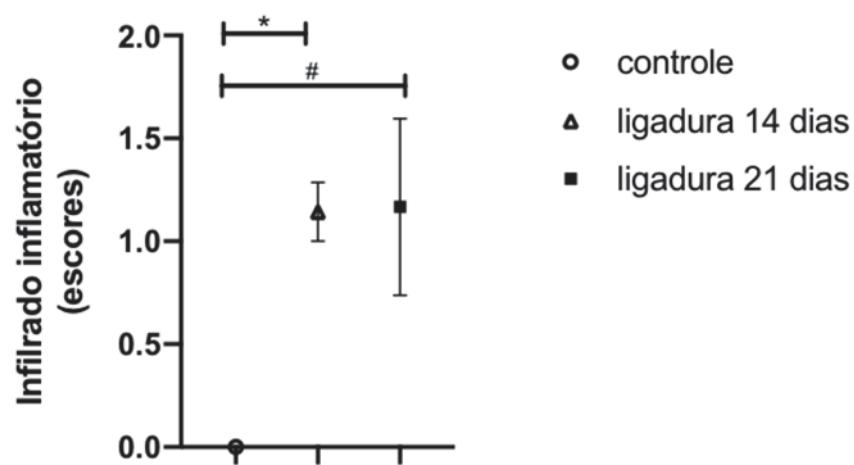 Infilrado inflamatório
(escores)
2.0
1.5
1.0
0.5
0.0
*
#
controle
ligadura 14 dias
ligadura 21 dias